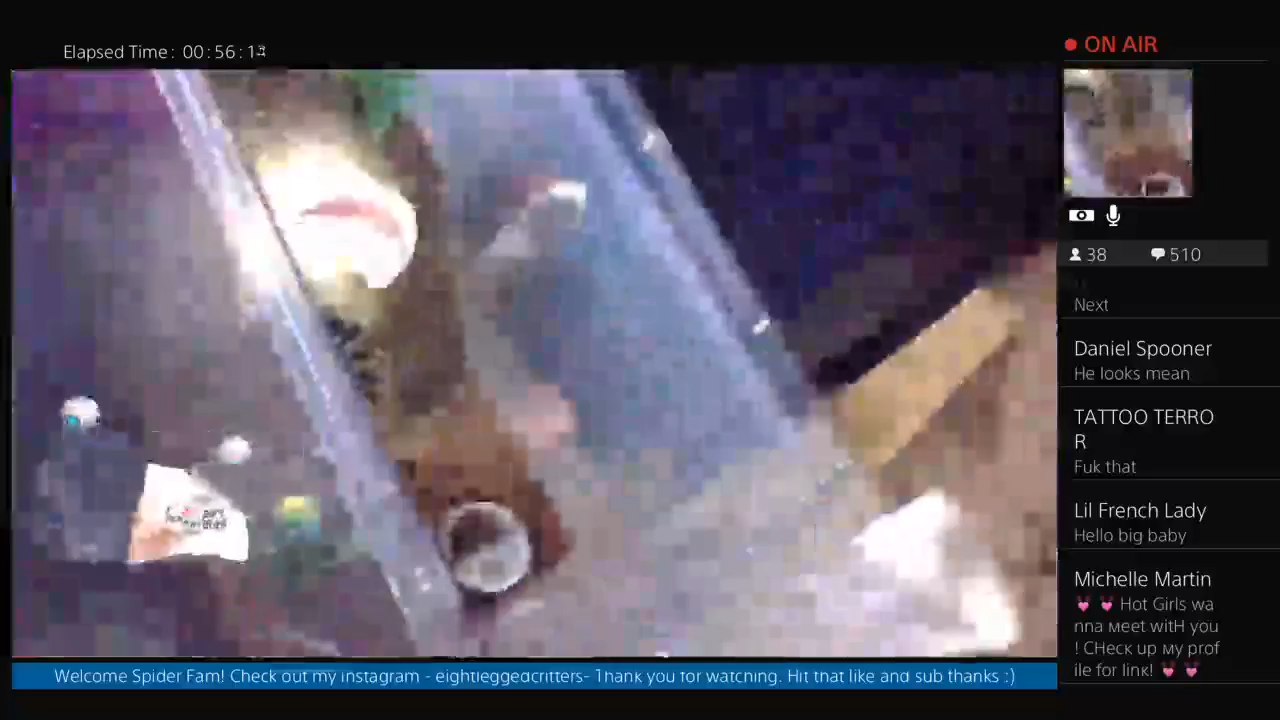 Elapsed Time: 00:56:13
ON AIR
38
510
Next
Daniel Spooner
He looks mean
TATTOO TERRO
R
Fuk that
Lil French Lady
Hello big baby
Michelle Martin
💓 💓 Hot Girls wa
nna мeet witH you
! CHecк up мy prof
ile for linк! 💓 💓
Welcome Spider Fam! Check out my instagram - eightleggedcritters- Thank you for watching. Hit that like and sub thanks :)